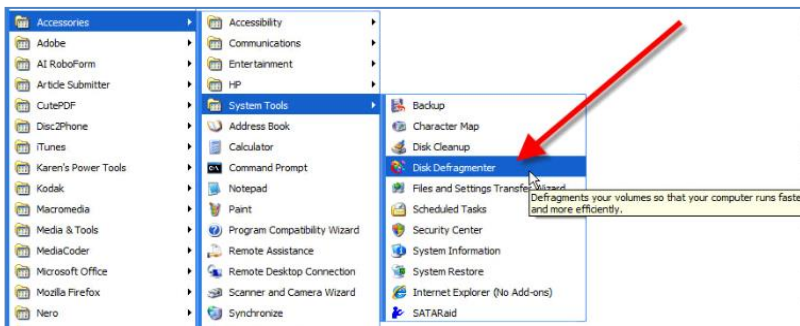 Accessories
Adobe
AI RoboForm
Article Submitter
CutePDF
Disc2Phone
iTunes
Karen's Power Tools
Kodak
Macromedia
Media & Tools
MediaCoder
Microsoft Office
Mozilla Firefox
Nero
Accessibility
Communications
Entertainment
HP
System Tools
Address Book
Calculator
Command Prompt
Notepad
Paint
Program Compatibility Wizard
Remote Assistance
Remote Desktop Connection
Scanner and Camera Wizard
Synchronize
Backup
Character Map
Disk Cleanup
Disk Defragmenter
Files and Settings Transfer Wizard
Defragments your volumes so that your computer runs faste
and more efficiently.
Scheduled Tasks
Security Center
System Information
System Restore
Internet Explorer (No Add-ons)
SATARaid